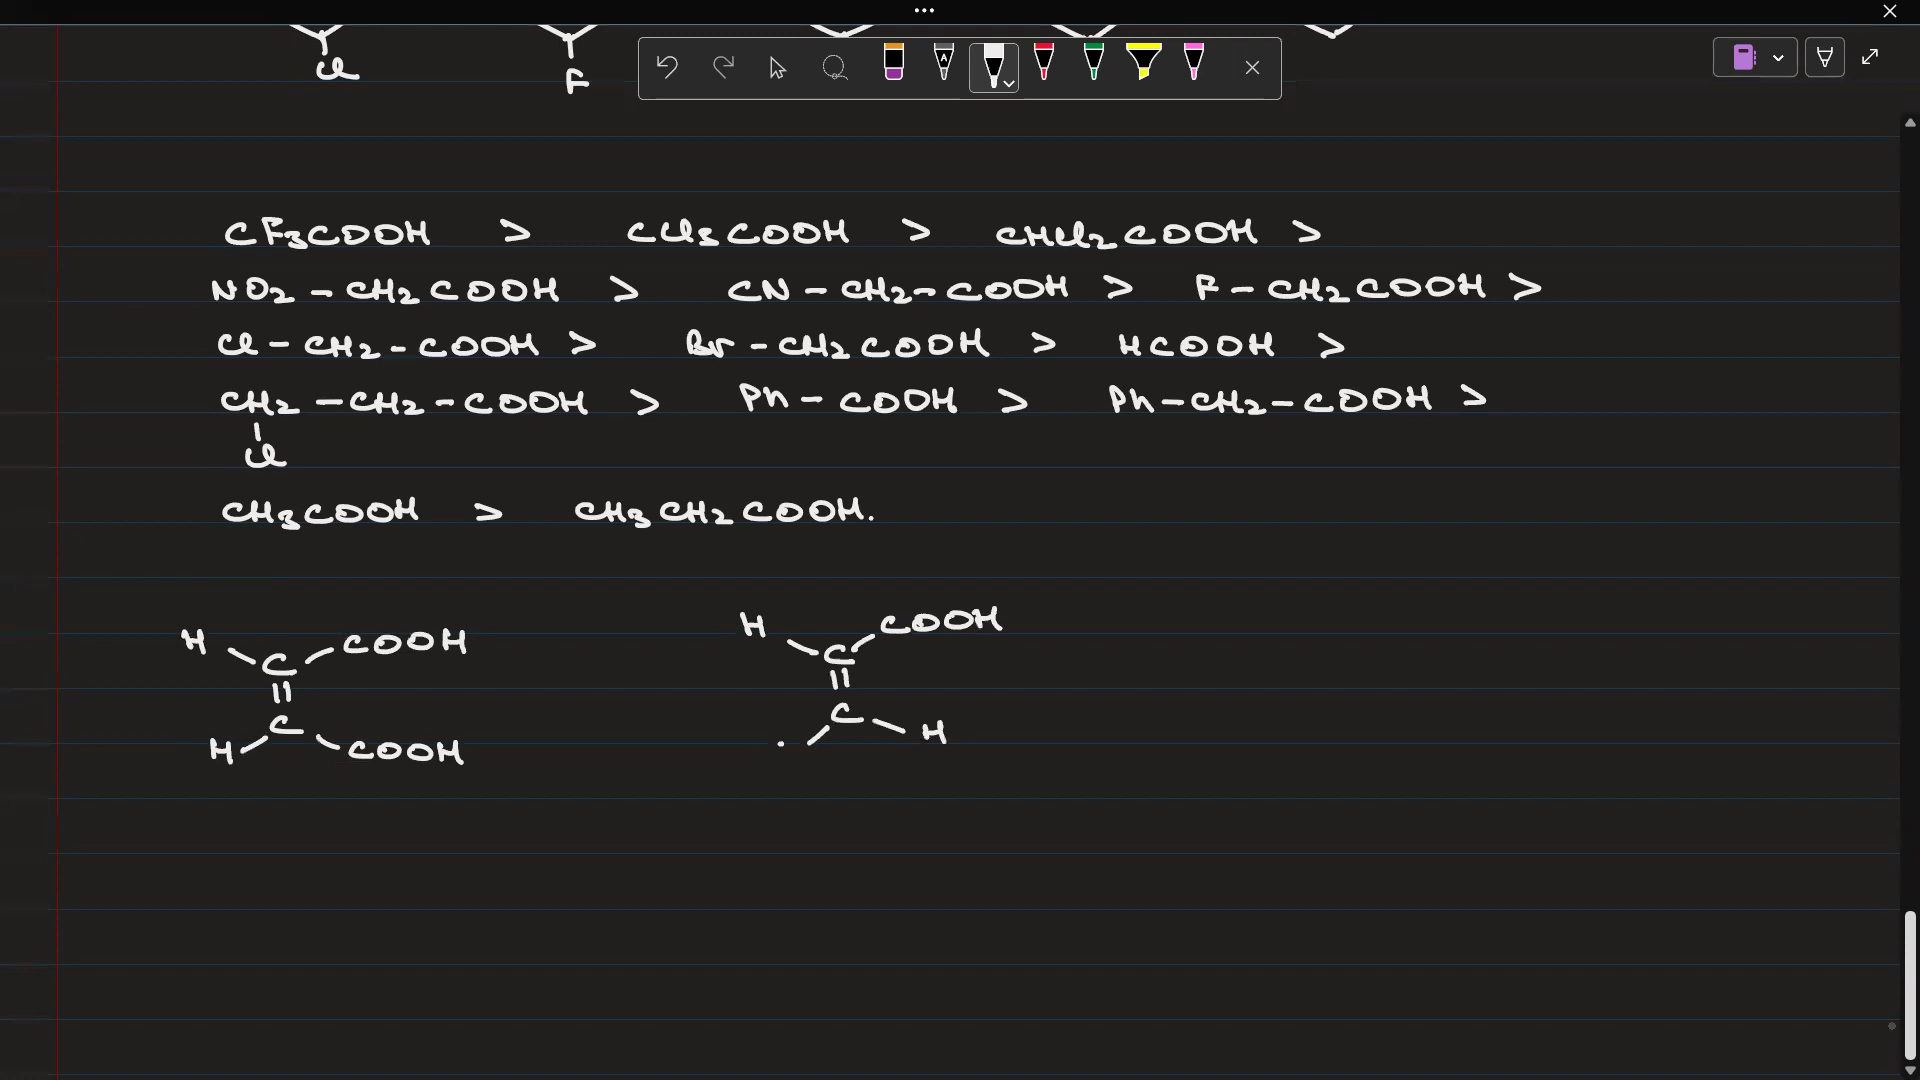 Cl
F
CF3COOH > CCl3COOH > CHCl2COOH >
NO2-CH2COOH > CN-CH2-COOH > F-CH2COOH >
Cl-CH2-COOH > Br-CH2COOH > HCOOH >
CH2-CH2-COOH > Ph-COOH > Ph-CH2-COOH >
Cl
CH3COOH > CH3CH2COOH.
H COOH H COOH
C C
C C
H COOH H